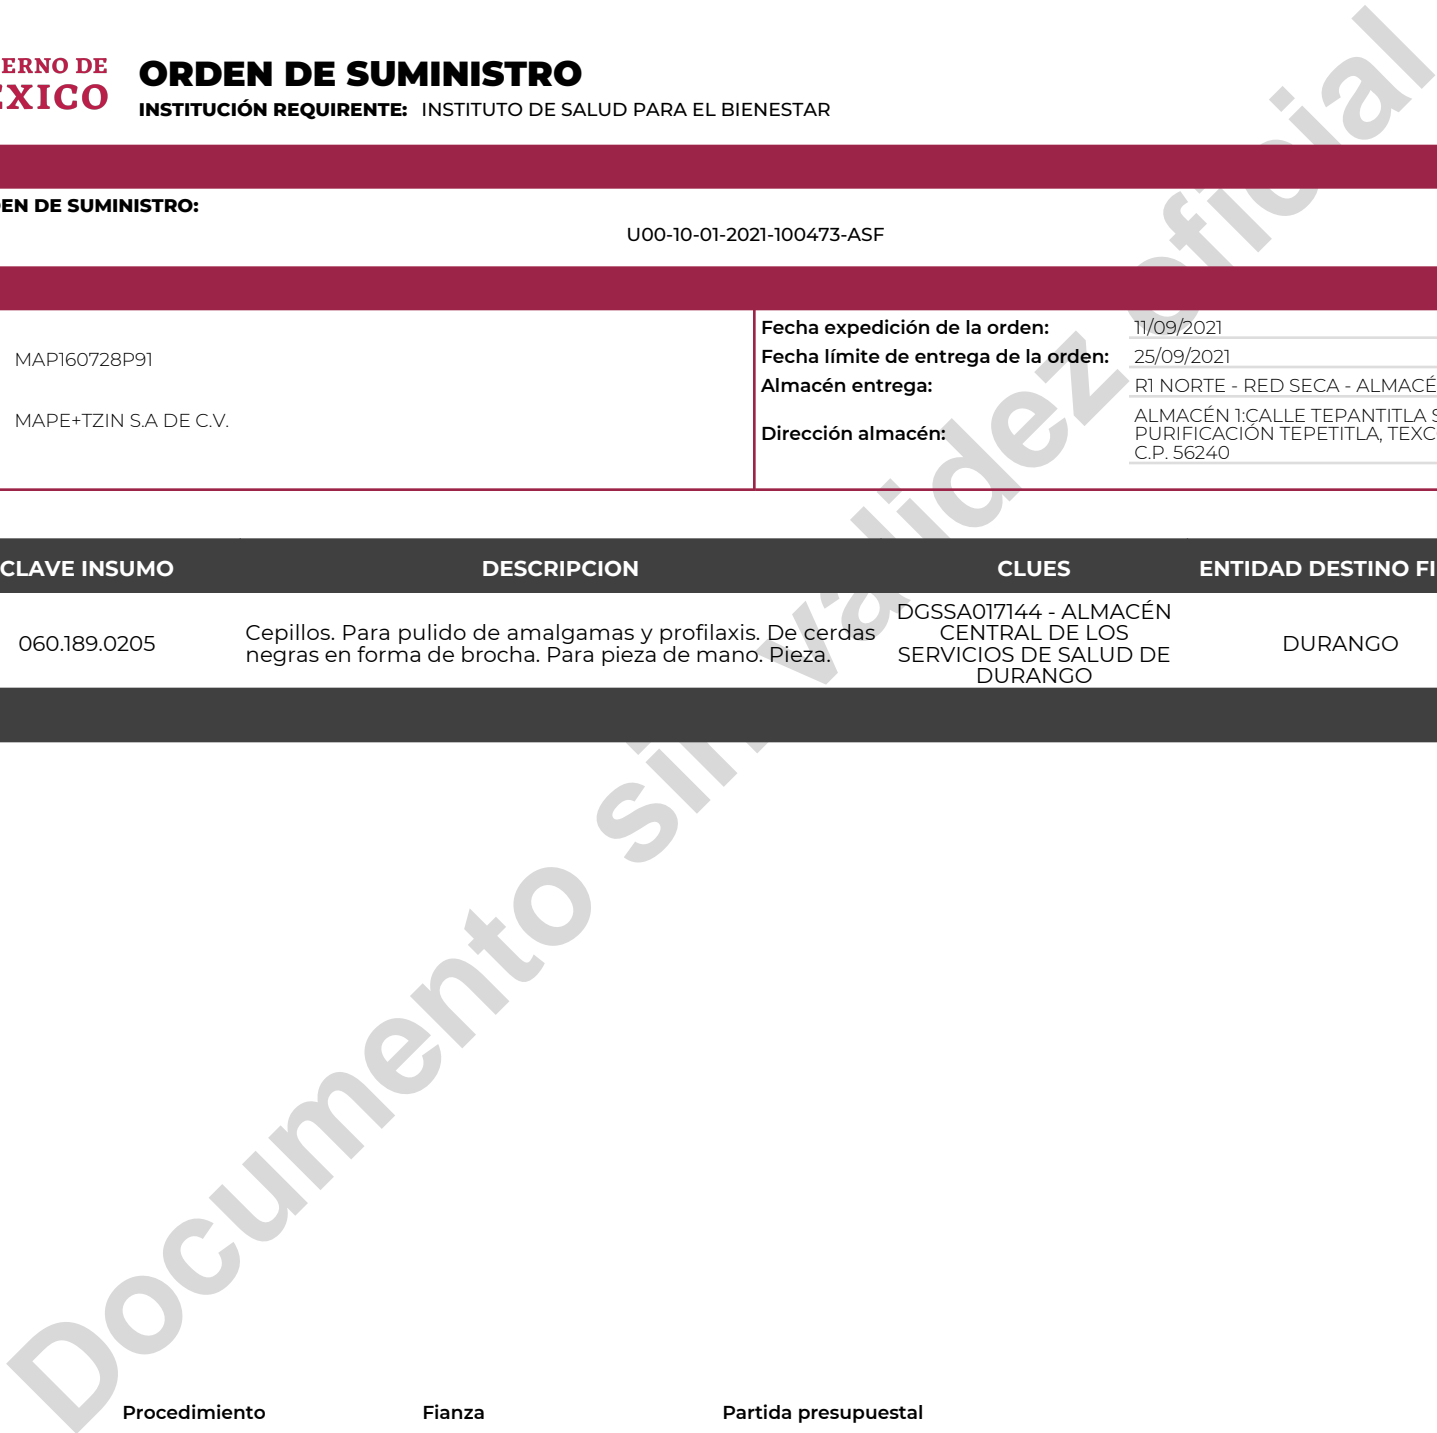 ERNO DE
ÉXICO
ORDEN DE SUMINISTRO
INSTITUCIÓN REQUIRENTE: INSTITUTO DE SALUD PARA EL BIENESTAR
EN DE SUMINISTRO:
U00-10-01-2021-100473-ASF
MAP160728P91
MAPE+TZIN S.A DE C.V.
Fecha expedición de la orden: 11/09/2021
Fecha límite de entrega de la orden: 25/09/2021
Almacén entrega: R1 NORTE - RED SECA - ALMACÉ
Dirección almacén: ALMACÉN 1:CALLE TEPANTITLA S
PURIFICACIÓN TEPETITLA, TEXC
C.P. 56240
CLAVE INSUMO DESCRIPCION CLUES ENTIDAD DESTINO FI
060.189.0205
Cepillos. Para pulido de amalgamas y profilaxis. De cerdas
negras en forma de brocha. Para pieza de mano. Pieza.
DGSSA017144 - ALMACÉN
CENTRAL DE LOS
SERVICIOS DE SALUD DE
DURANGO
DURANGO
Documento sin validez oficial
Procedimiento Fianza Partida presupuestal